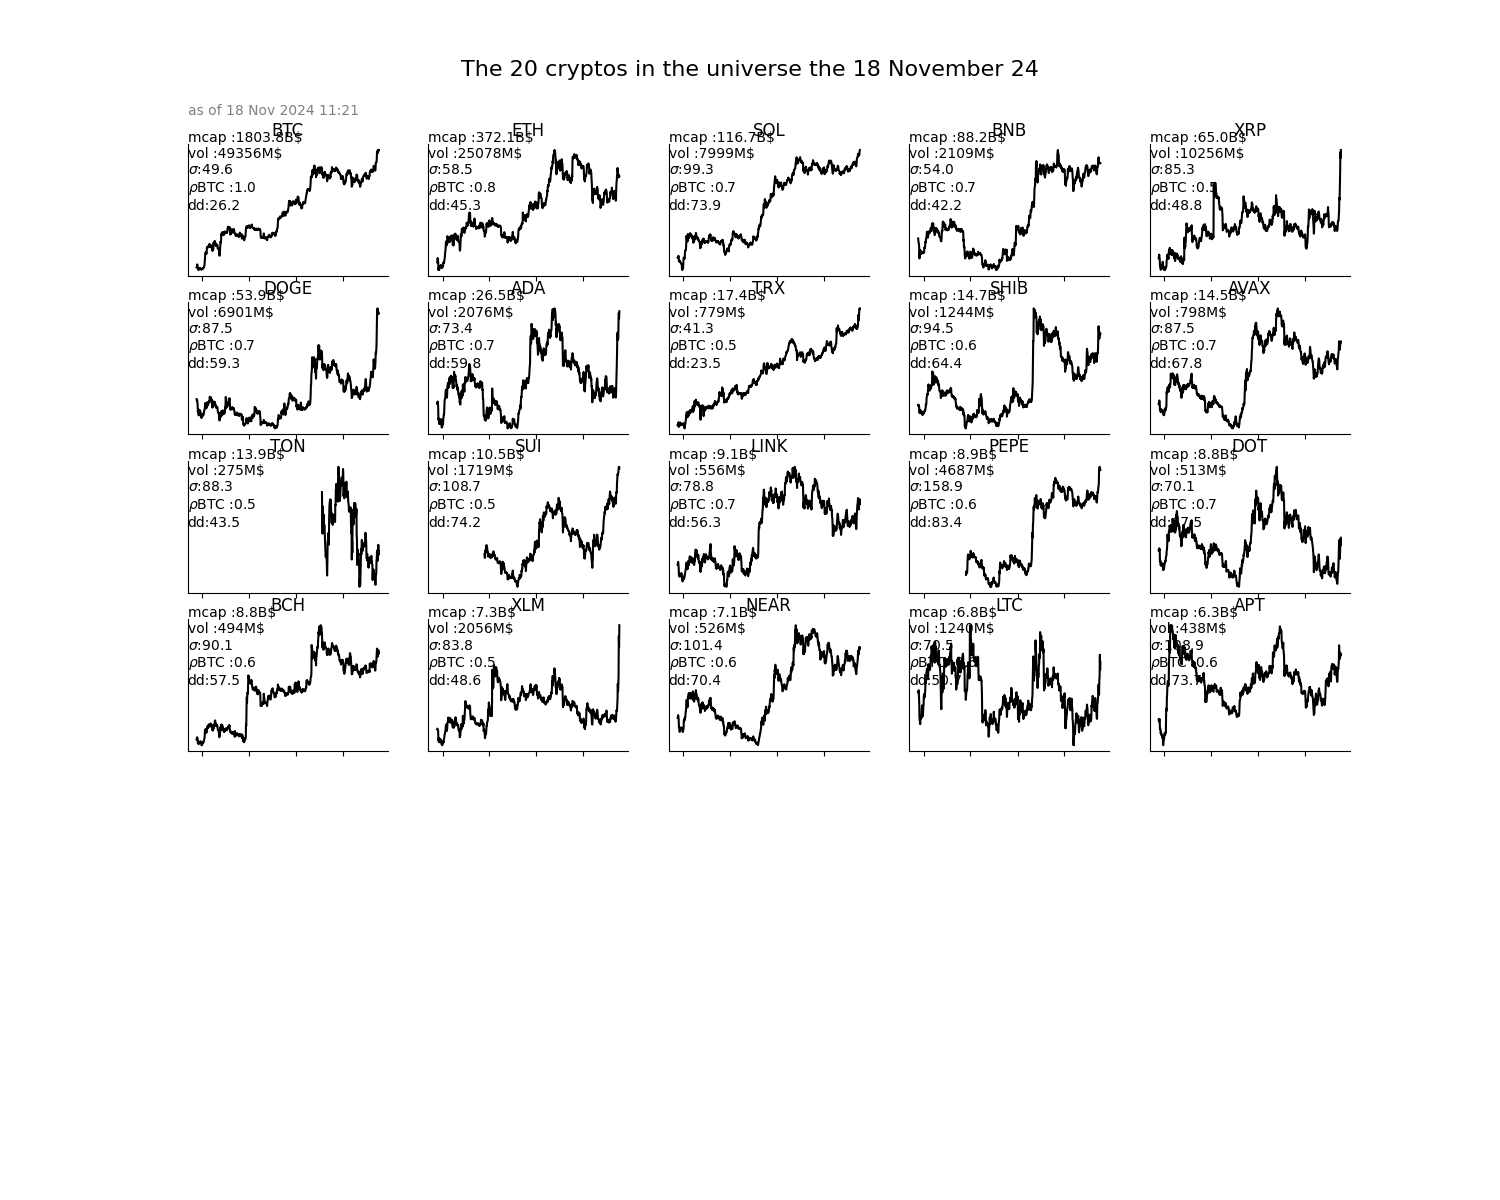 The 20 cryptos in the universe the 18 November 24
as of 18 Nov 2024 11:21
BTC
mcap :1803.8B$
vol :49356M$
σ:49.6
ρBTC :1.0
dd:26.2
ETH
mcap :372.1B$
vol :25078M$
σ:58.5
ρBTC :0.8
dd:45.3
SOL
mcap :116.7B$
vol :7999M$
σ:99.3
ρBTC :0.7
dd:73.9
BNB
mcap :88.2B$
vol :2109M$
σ:54.0
ρBTC :0.7
dd:42.2
XRP
mcap :65.0B$
vol :10256M$
σ:85.3
ρBTC :0.5
dd:48.8
DOGE
mcap :53.9B$
vol :6901M$
σ:87.5
ρBTC :0.7
dd:59.3
ADA
mcap :26.5B$
vol :2076M$
σ:73.4
ρBTC :0.7
dd:59.8
TRX
mcap :17.4B$
vol :779M$
σ:41.3
ρBTC :0.5
dd:23.5
SHIB
mcap :14.7B$
vol :1244M$
σ:94.5
ρBTC :0.6
dd:64.4
AVAX
mcap :14.5B$
vol :798M$
σ:87.5
ρBTC :0.7
dd:67.8
TON
mcap :13.9B$
vol :275M$
σ:88.3
ρBTC :0.5
dd:43.5
SUI
mcap :10.5B$
vol :1719M$
σ:108.7
ρBTC :0.5
dd:74.2
LINK
mcap :9.1B$
vol :556M$
σ:78.8
ρBTC :0.7
dd:56.3
PEPE
mcap :8.9B$
vol :4687M$
σ:158.9
ρBTC :0.6
dd:83.4
DOT
mcap :8.8B$
vol :513M$
σ:70.1
ρBTC :0.7
BCH
mcap :8.8B$
vol :494M$
σ:90.1
ρBTC :0.6
dd:57.5
XLM
mcap :7.3B$
vol :2056M$
σ:83.8
ρBTC :0.5
dd:48.6
NEAR
mcap :7.1B$
vol :526M$
σ:101.4
ρBTC :0.6
dd:70.4
LTC
mcap :6.8B$
vol :1240M$
APT
mcap :6.3B$
vol :438M$
ρBTC :0.6